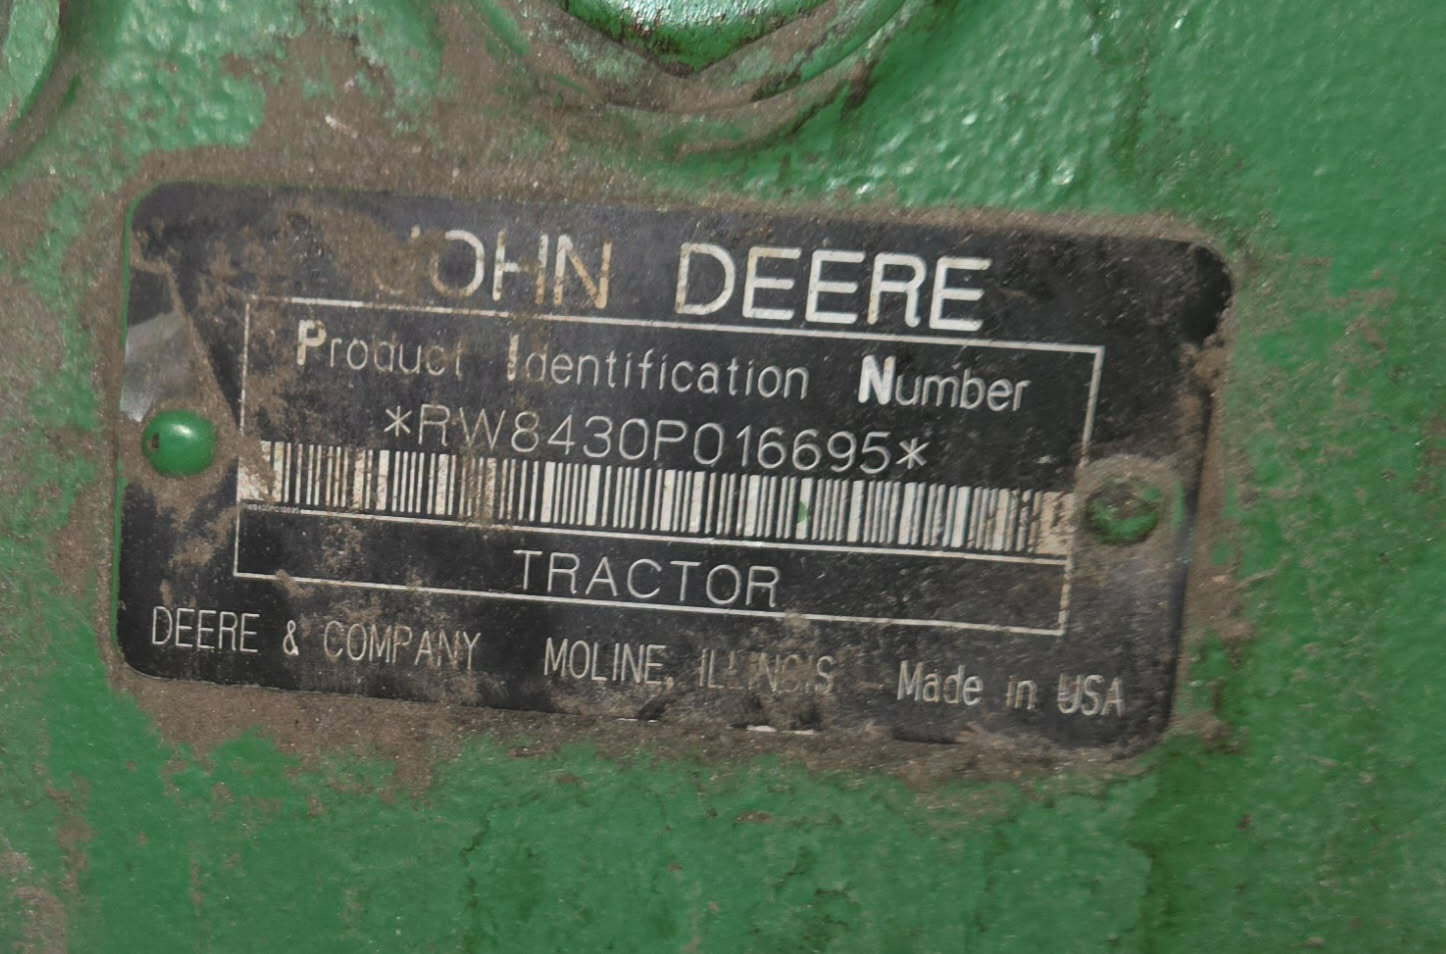 JOHN DEERE
Product Identification Number
*RW8430P016695*
TRACTOR
DEERE & COMPANY MOLINE, ILLINOIS Made in USA